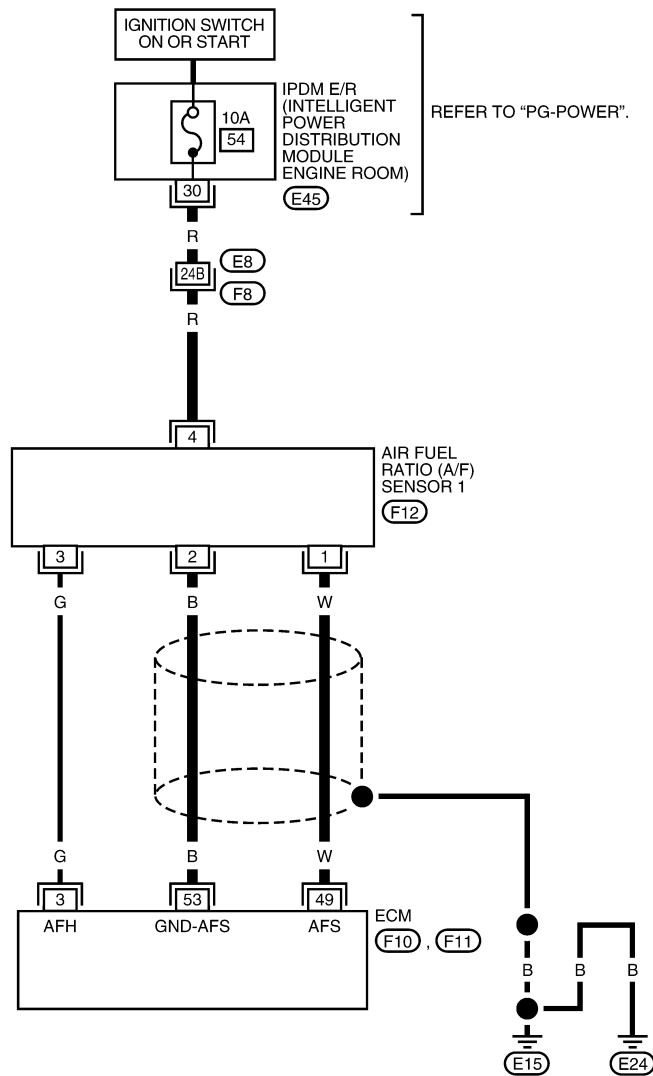 IGNITION SWITCH
ON OR START
IPDM E/R
(INTELLIGENT
POWER
DISTRIBUTION
MODULE
ENGINE ROOM)
E45
REFER TO “PG-POWER”.
10A
54
30
R
24B
E8
F8
R
4
AIR FUEL
RATIO (A/F)
SENSOR 1
F12
3 2 1
G B W
G B W
3 53 49
AFH GND-AFS AFS
ECM
F10 , F11
B B B
E15 E24